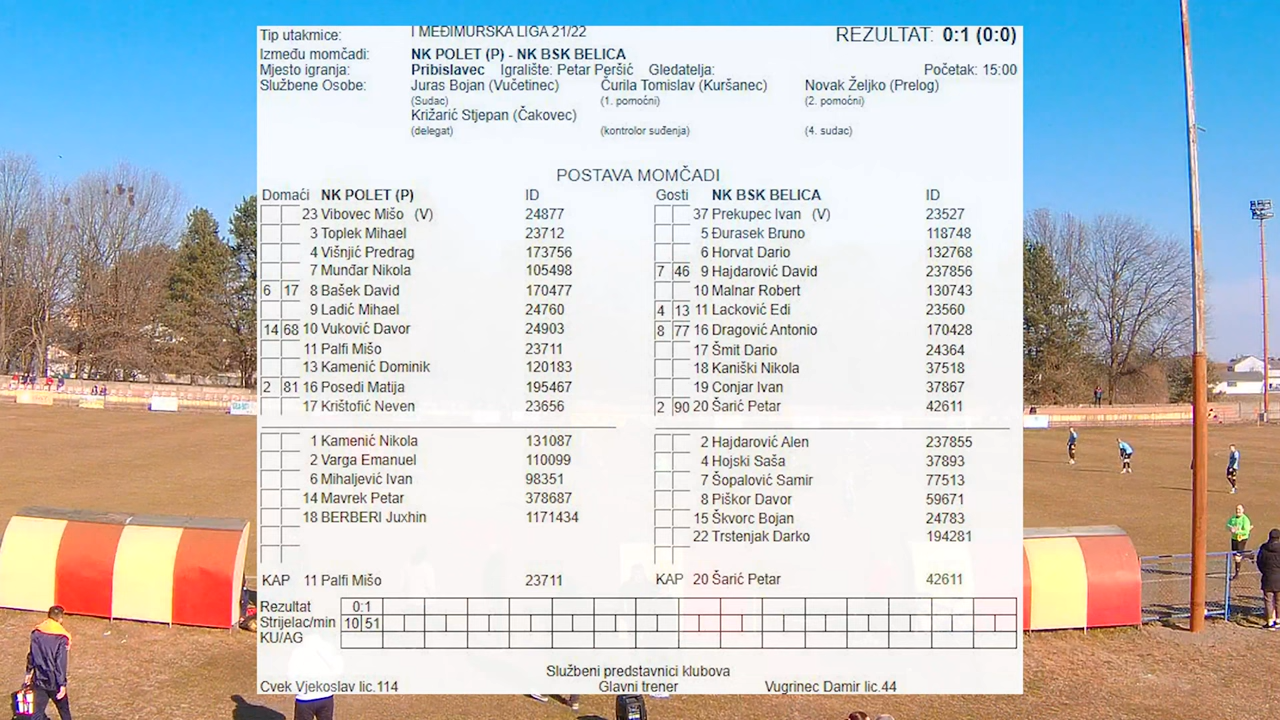 Tip utakmice: I MEĐIMURSKA LIGA 21/22 REZULTAT: 0:1 (0:0)
Između momčadi: NK POLET (P) - NK BSK BELICA
Mjesto igranja: Pribislavec Igralište: Petar Peršić Gledatelja: Početak: 15:00
Službene Osobe: Juras Bojan (Vučetinec) Čurila Tomislav (Kuršanec) Novak Željko (Prelog)
(Sudac) (1. pomoćni) (2. pomoćni)
Križarić Stjepan (Čakovec)
(delegat) (kontrolor suđenja) (4. sudac)
POSTAVA MOMČADI
Domaći NK POLET (P) ID Gosti NK BSK BELICA ID
23 Vibovec Mišo (V) 24877 37 Prekupec Ivan (V) 23527
3 Toplek Mihael 23712 5 Đurasek Bruno 118748
4 Višnjić Predrag 173756 6 Horvat Dario 132768
7 Munđar Nikola 105498 7 46 9 Hajdarović David 237856
6 17 8 Bašek David 170477 10 Malnar Robert 130743
9 Ladić Mihael 24760 4 13 11 Lacković Edi 23560
14 68 10 Vuković Davor 24903 8 77 16 Dragović Antonio 170428
11 Palfi Mišo 23711 17 Šmit Dario 24364
13 Kamenić Dominik 120183 18 Kaniški Nikola 37518
2 81 16 Posedi Matija 195467 19 Conjar Ivan 37867
17 Krištofić Neven 23656 2 90 20 Šarić Petar 42611
1 Kamenić Nikola 131087 2 Hajdarović Alen 237855
2 Varga Emanuel 110099 4 Hojski Saša 37893
6 Mihaljević Ivan 98351 7 Šopalović Samir 77513
14 Mavrek Petar 378687 8 Piškor Davor 59671
18 BERBERI Juxhin 1171434 15 Škvorc Bojan 24783
22 Trstenjak Darko 194281
KAP 11 Palfi Mišo 23711 KAP 20 Šarić Petar 42611
Rezultat 0:1
Strijelac/min 10 51
KU/AG
Službeni predstavnici klubova
Cvek Vjekoslav lic.114 Glavni trener Vugrinec Damir lic.44